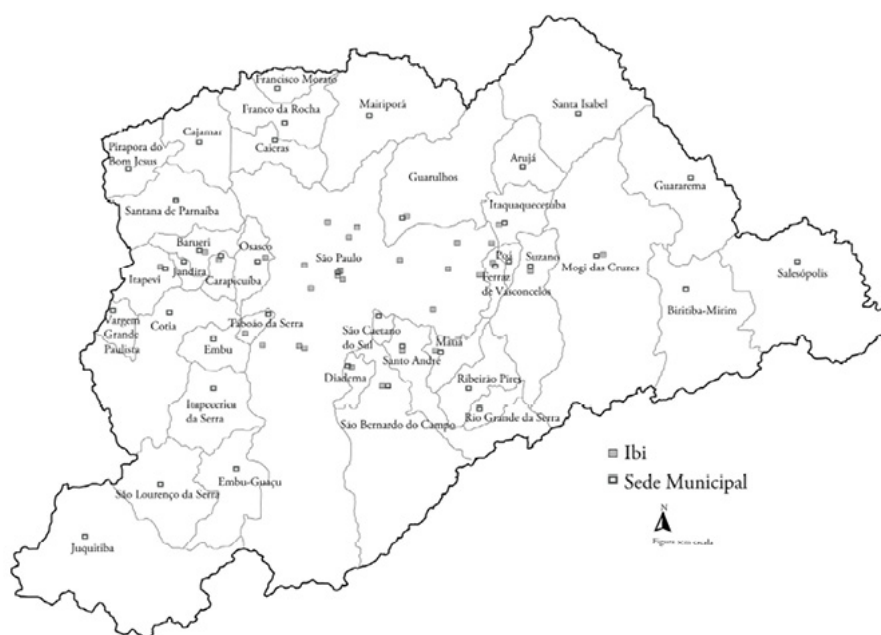 Francisco Morato
Franco da Rocha
Mairiporã
Santa Isabel
Cajamar
Pirapora do
Bom Jesus
Caieras
Arujá
Guarulhos
Guararema
Santana de Parnaíba
Itaquaquecetuba
Barueri
Osasco
São Paulo
Poá
Suzano
Itapevi
Jandira
Carapicuíba
Ferraz
de Vasconcelos
Mogi das Cruzes
Salesópolis
Vargem
Grande
Paulista
Cotia
Taboão da Serra
São Caetano
do Sul
Biritiba-Mirim
Embu
Mauá
Santo André
Diadema
Ribeirão Pires
Itapecerica
da Serra
São Bernardo do Campo
Rio Grande da Serra
Ibi
Sede Municipal
São Lourenço da Serra
Embu-Guaçu
N
Figura sem escala
Juquitiba